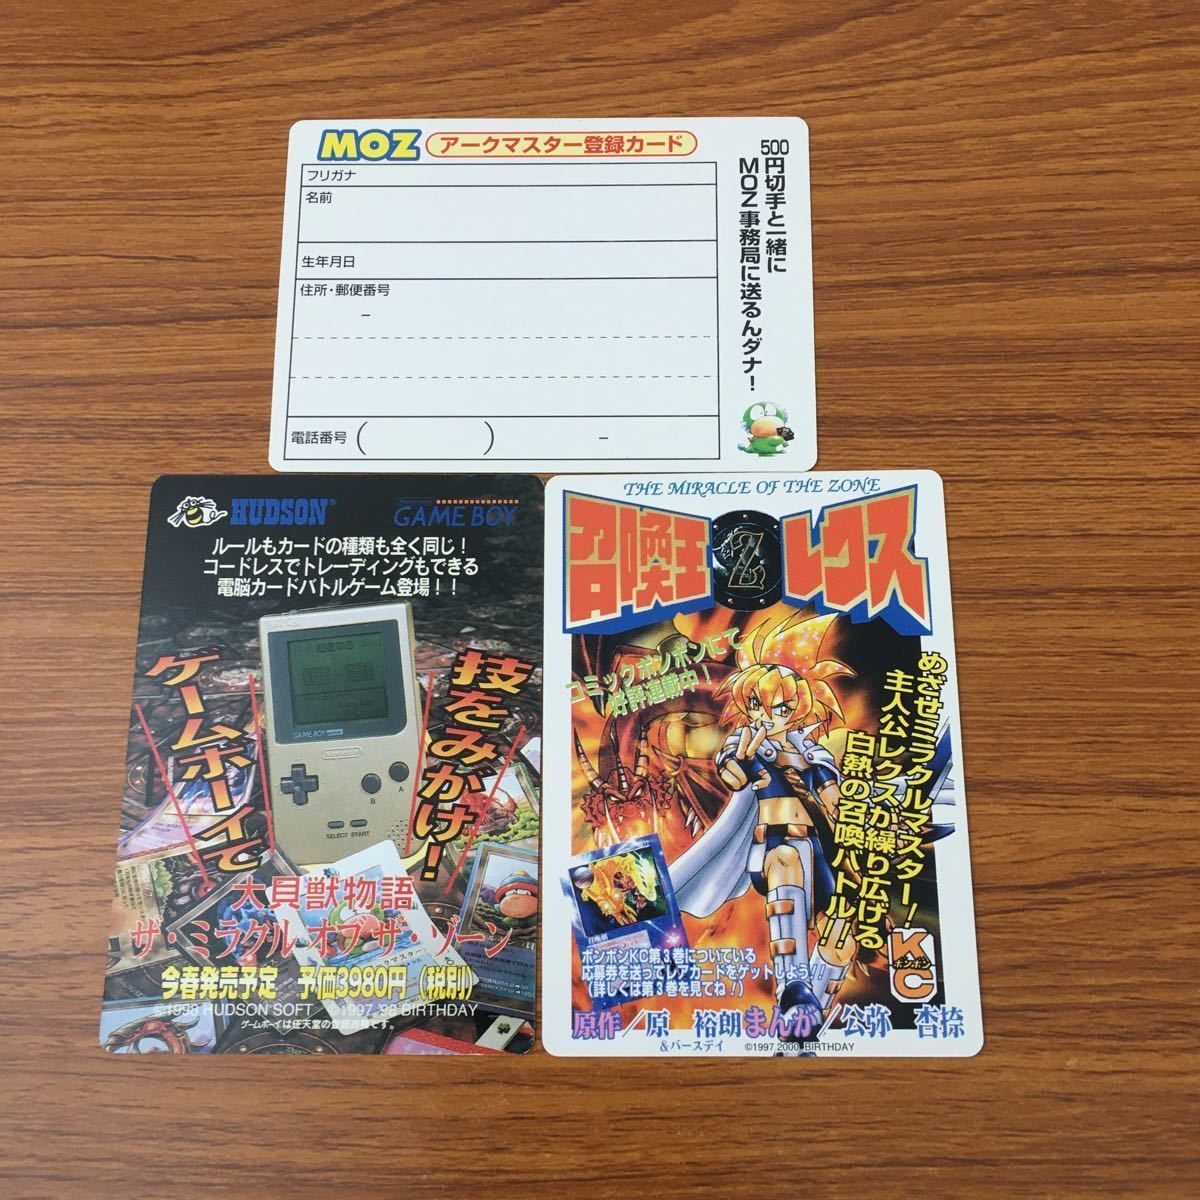 MOZ アークマスター登録カード
フリガナ
名前
生年月日
住所・郵便番号
－
電話番号 (　　　) －
500円切手と一緒に
MOZ事務局に送るんダナ！
HUDSON®
Nintendo GAME BOY
ルールもカードの種類も全く同じ！
コードレスでトレーディングもできる
電脳カードバトルゲーム登場！！
技をみがけ！
ゲームボーイで
GAME BOY
Nintendo
B A
SELECT START
大貝獣物語
ザ・ミラクル オブ ザ・ゾーン
今春発売予定 予価3980円（税別）
©1998 HUDSON SOFT ©1997,'98 BIRTHDAY
ゲームボーイは任天堂の登録商標です。
THE MIRACLE OF THE ZONE
召喚王 Z レクス
コミックボンボンにて
好評連載中！
めざせミラクルマスター！
主人公レクスが繰り広げる
白熱の召喚バトル！
KC
ボンボン
ボンボンKC第3巻についている
応募券を送ってレアカードをゲットしよう!!
（詳しくは第3巻を見てね！）
原作／原 裕朗 まんが／公弥 杏捺
＆バースデイ ©1997,2000 BIRTHDAY